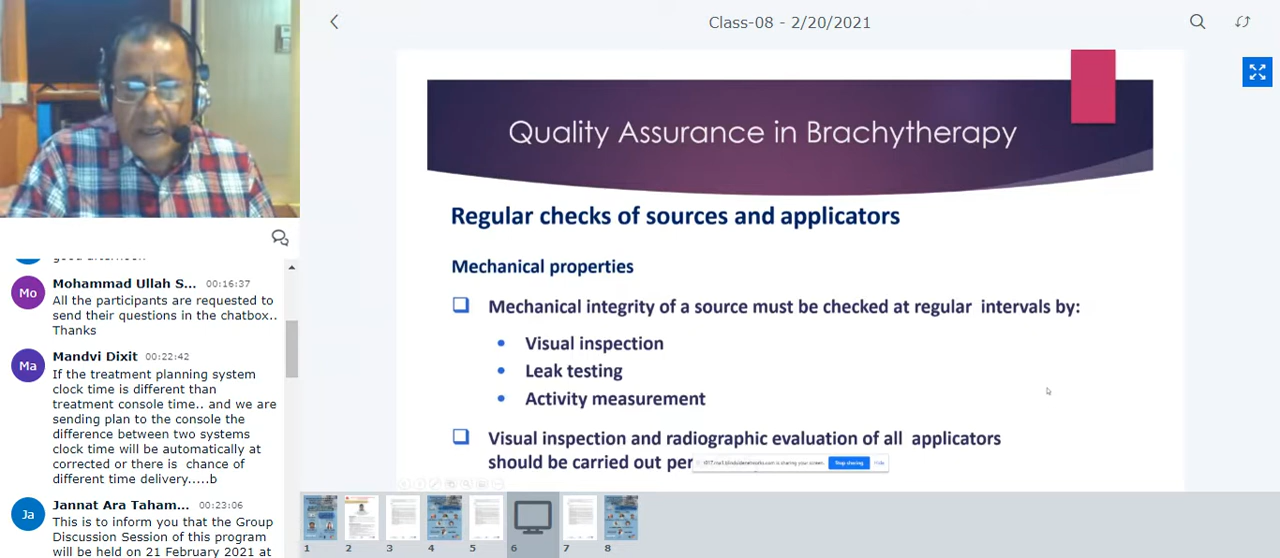 Class-08 - 2/20/2021
Quality Assurance in Brachytherapy
Regular checks of sources and applicators
Mechanical properties
Mechanical integrity of a source must be checked at regular intervals by:
Visual inspection
Leak testing
Activity measurement
Visual inspection and radiographic evaluation of all applicators
should be carried out per
is sharing your screen.
Stop sharing
Hide
good afternoon
Mo
Mohammad Ullah S... 00:16:37
All the participants are requested to
send their questions in the chatbox..
Thanks
Ma
Mandvi Dixit 00:22:42
If the treatment planning system
clock time is different than
treatment console time.. and we are
sending plan to the console the
difference between two systems
clock time will be automatically at
corrected or there is chance of
different time delivery.....b
Ja
Jannat Ara Taham... 00:23:06
This is to inform you that the Group
Discussion Session of this program
will be held on 21 February 2021 at
1
2
3
4
5
6
7
8